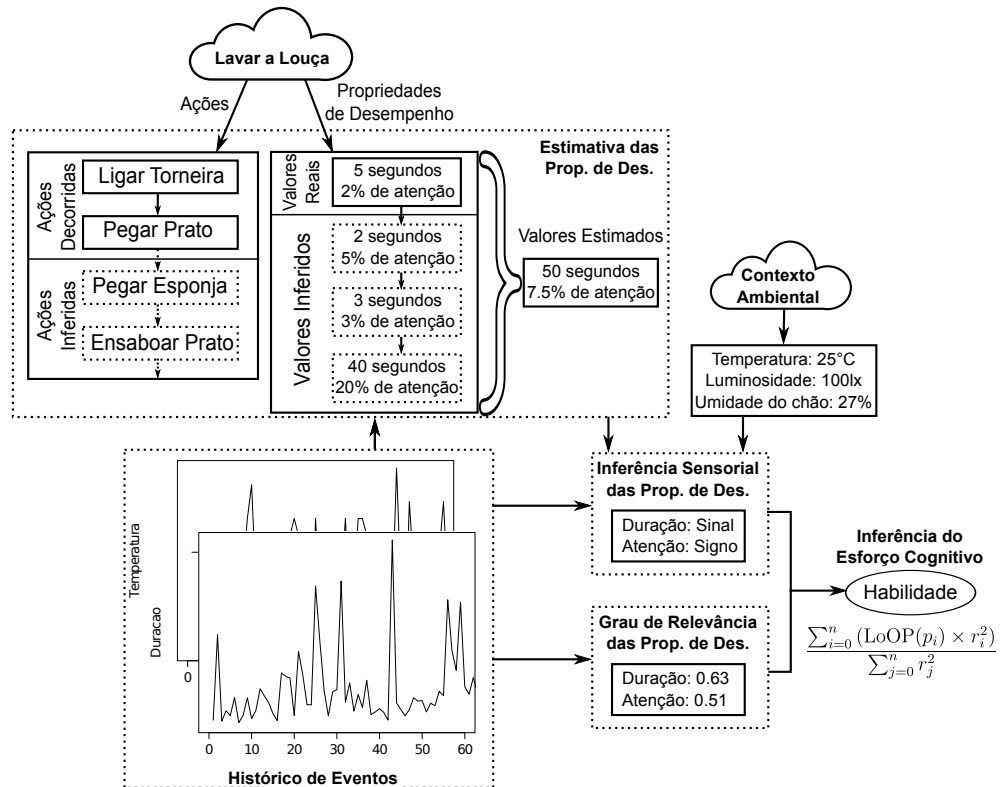 Lavar a Louça
Ações
Propriedades
de Desempenho
Estimativa das
Prop. de Des.
Ações
Decorridas
Ligar Torneira
Pegar Prato
Ações
Inferidas
Pegar Esponja
Ensaboar Prato
Valores
Reais
5 segundos
2% de atenção
Valores Inferidos
2 segundos
5% de atenção
3 segundos
3% de atenção
40 segundos
20% de atenção
Valores Estimados
50 segundos
7.5% de atenção
Contexto
Ambiental
Temperatura: 25°C
Luminosidade: 100lx
Umidade do chão: 27%
Temperatura
0
Duracao
0 10 20 30 40 50 60
Histórico de Eventos
Inferência Sensorial
das Prop. de Des.
Duração: Sinal
Atenção: Signo
Grau de Relevância
das Prop. de Des.
Duração: 0.63
Atenção: 0.51
Inferência do
Esforço Cognitivo
Habilidade
∑_{i=0}^{n} (LoOP(p_i) × r_i^2)
∑_{j=0}^{n} r_j^2